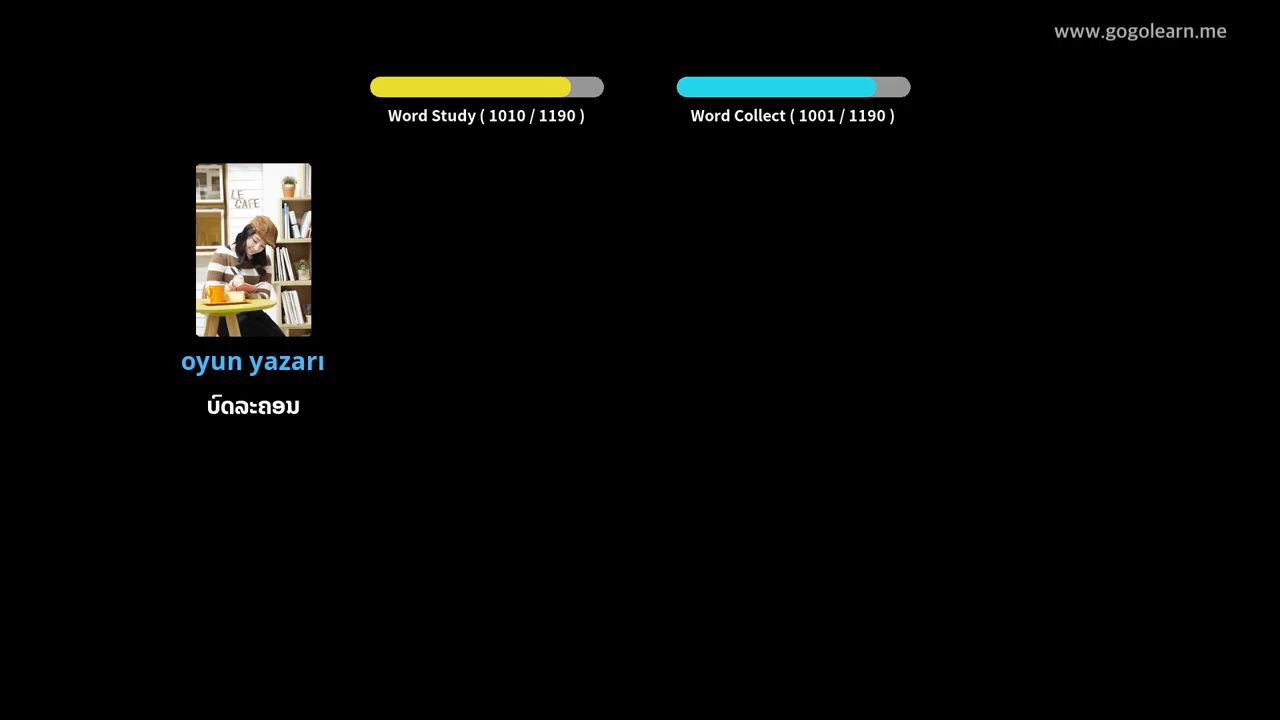 www.gogolearn.me
Word Study ( 1010 / 1190 )
Word Collect ( 1001 / 1190 )
LE
CAFE
oyun yazarı
ບົດລະຄອນ